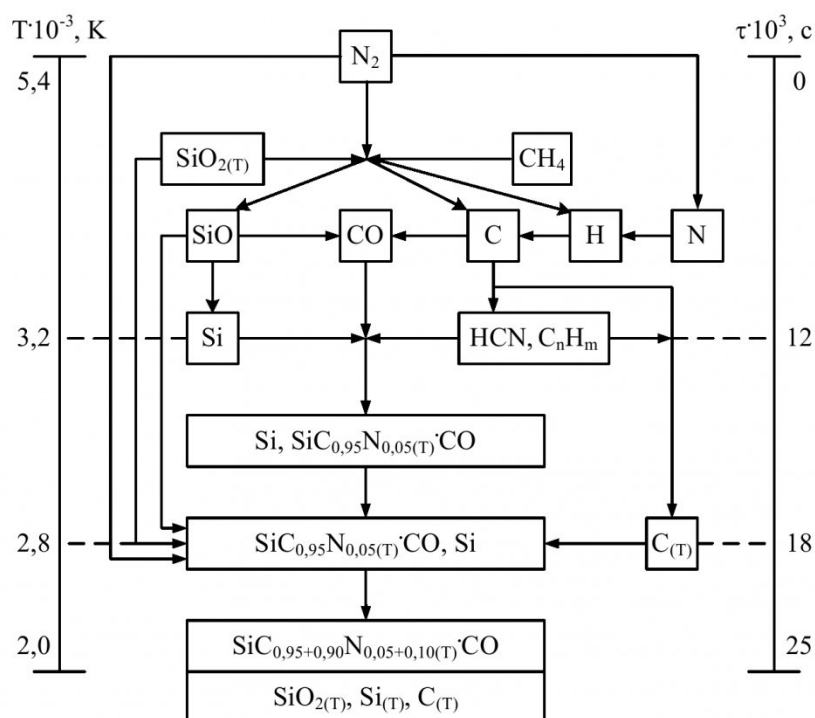 T·10⁻³, K
τ·10³, с
N₂
5,4
0
SiO₂₍T₎
CH₄
SiO
CO
C
H
N
3,2
Si
HCN, CₙHₘ
12
Si, SiC₀,₉₅N₀,₀₅₍T₎·CO
2,8
SiC₀,₉₅N₀,₀₅₍T₎·CO, Si
C₍T₎
18
2,0
SiC₀,₉₅₊₀,₉₀N₀,₀₅₊₀,₁₀₍T₎·CO
25
SiO₂₍T₎, Si₍T₎, C₍T₎